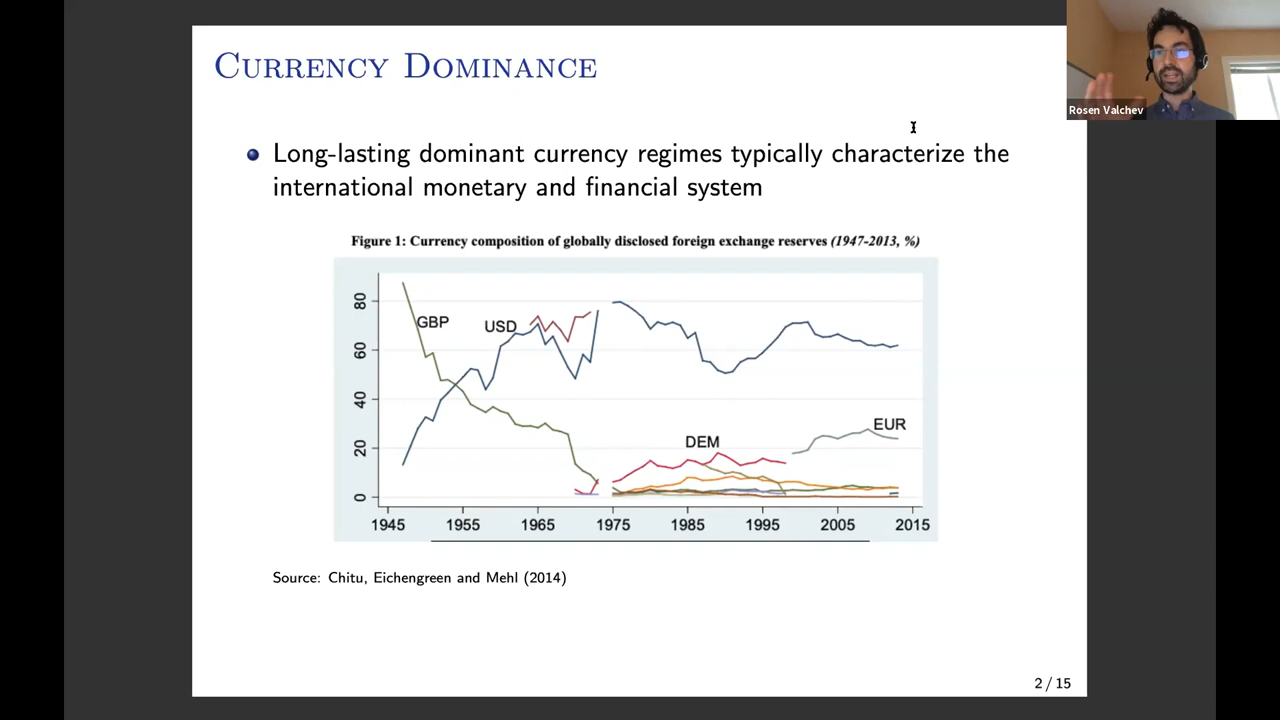 CURRENCY DOMINANCE
Rosen Valchev
Long-lasting dominant currency regimes typically characterize the
international monetary and financial system
Figure 1: Currency composition of globally disclosed foreign exchange reserves (1947-2013, %)
80
60
40
20
0
GBP
USD
DEM
EUR
1945 1955 1965 1975 1985 1995 2005 2015
Source: Chitu, Eichengreen and Mehl (2014)
2 / 15